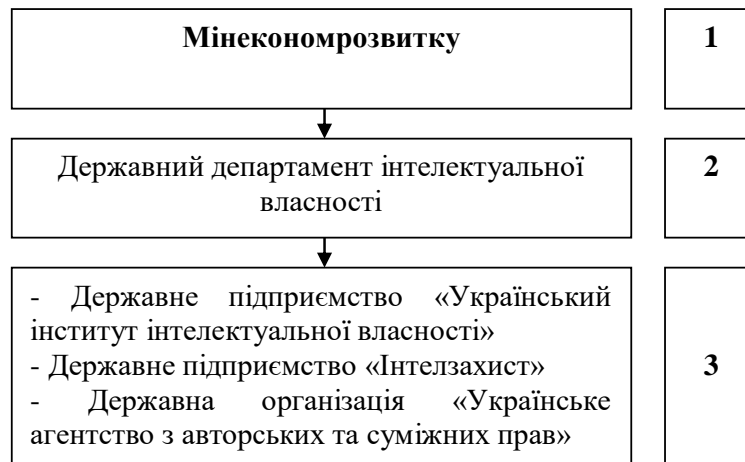 Мінекономрозвитку
1
Державний департамент інтелектуальної
власності
2
- Державне підприємство «Український
інститут інтелектуальної власності»
- Державне підприємство «Інтелзахист»
- Державна організація «Українське
агентство з авторських та суміжних прав»
3